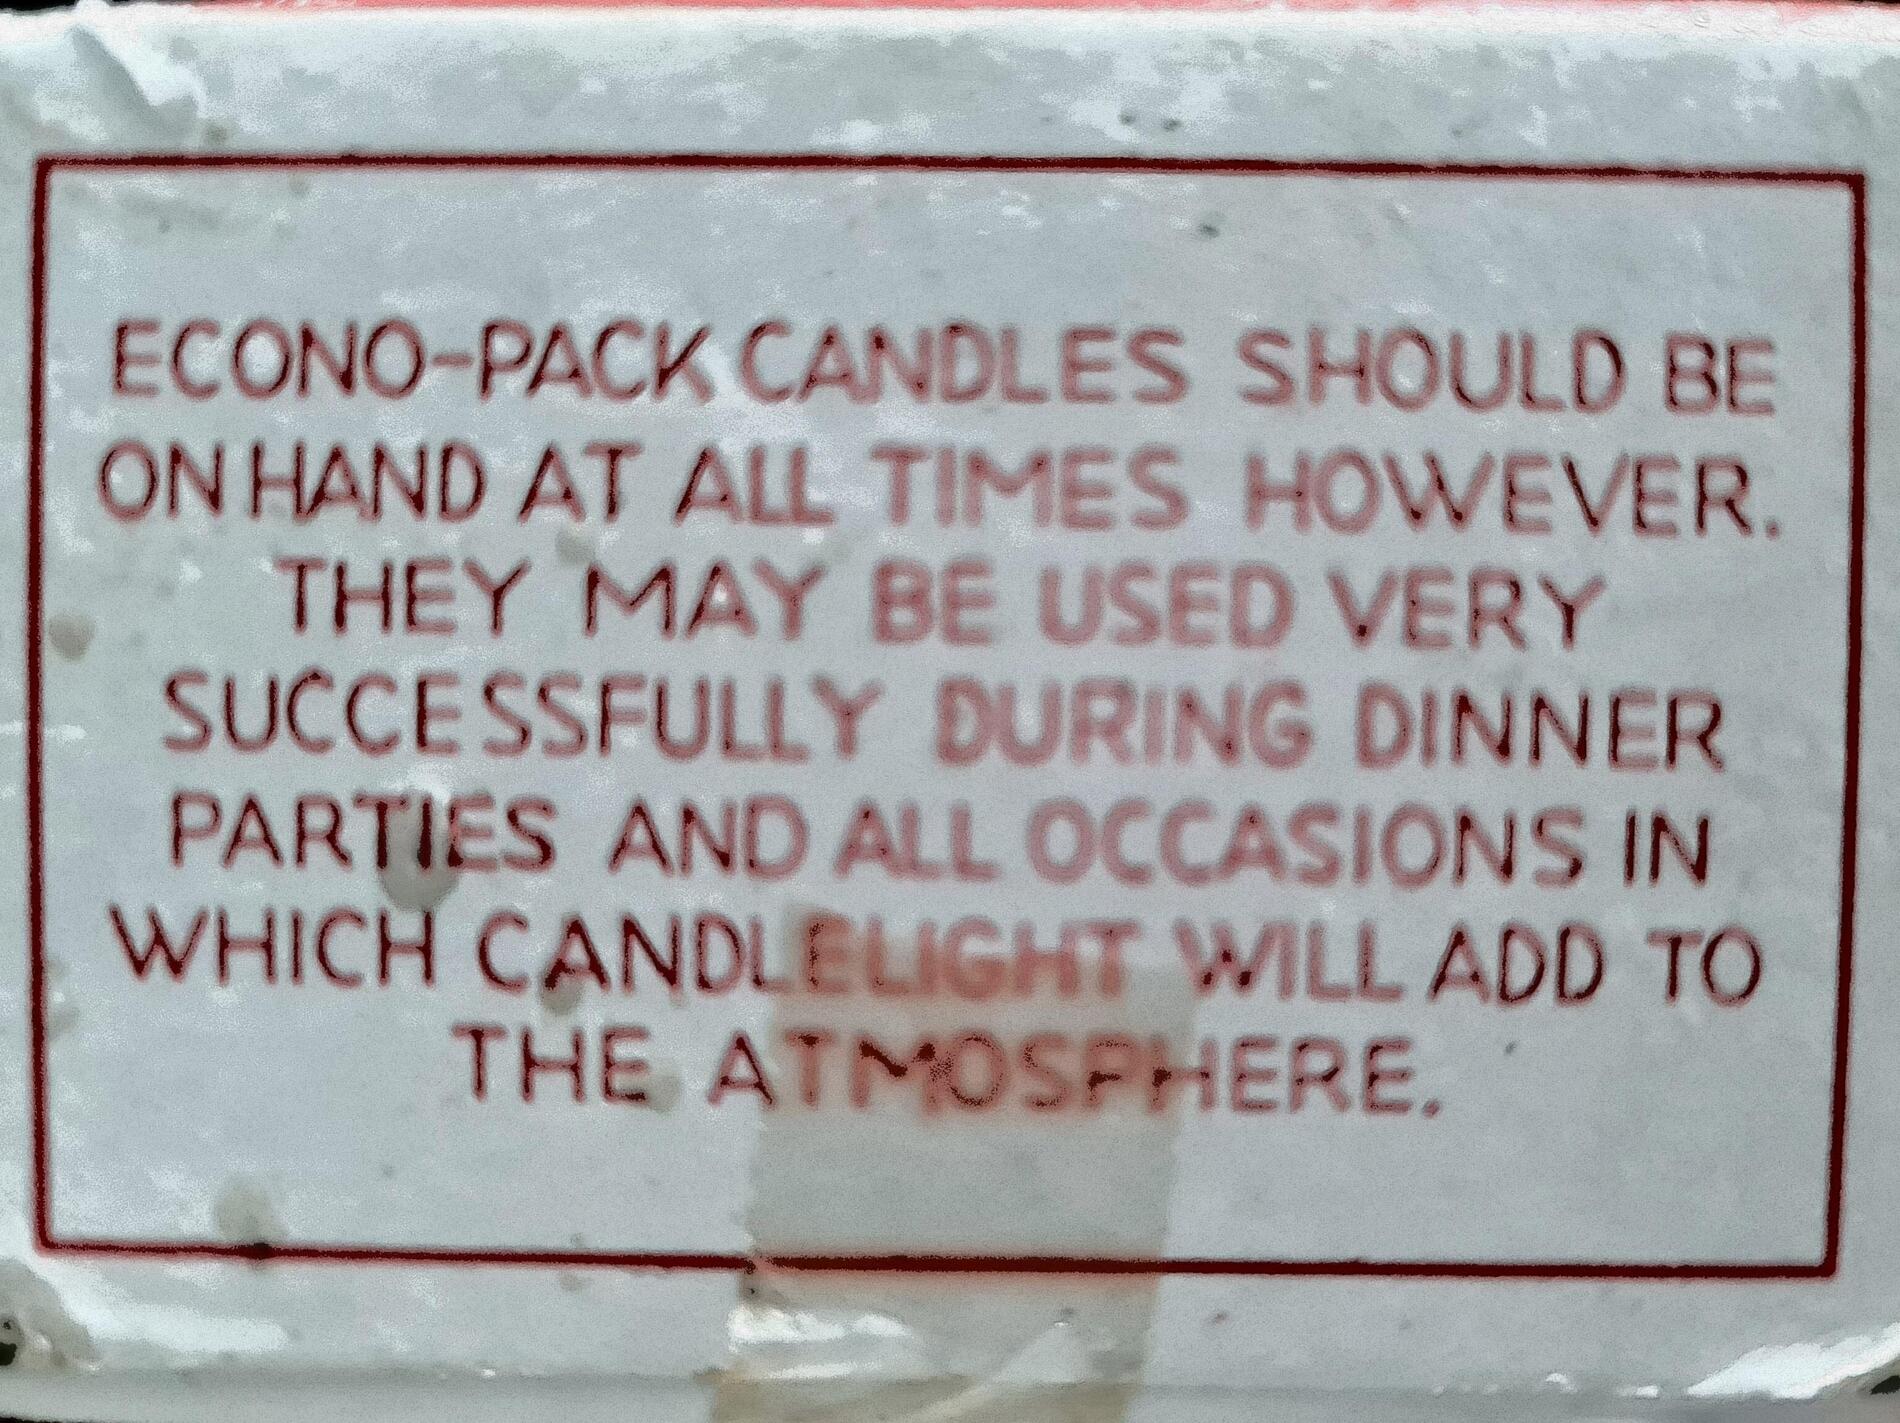 ECONO-PACK CANDLES SHOULD BE
ON HAND AT ALL TIMES HOWEVER.
THEY MAY BE USED VERY
SUCCESSFULLY DURING DINNER
PARTIES AND ALL OCCASIONS IN
WHICH CANDLELIGHT WILL ADD TO
THE ATMOSPHERE.